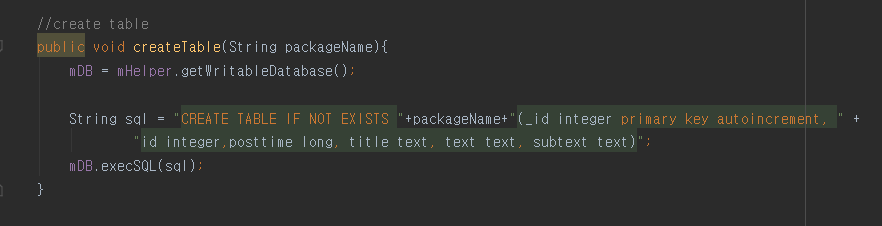 //create table
public void createTable(String packageName){
mDB = mHelper.getWritableDatabase();
String sql = "CREATE TABLE IF NOT EXISTS "+packageName+"(_id integer primary key autoincrement, " +
"id integer,posttime long, title text, text text, subtext text)";
mDB.execSQL(sql);
}